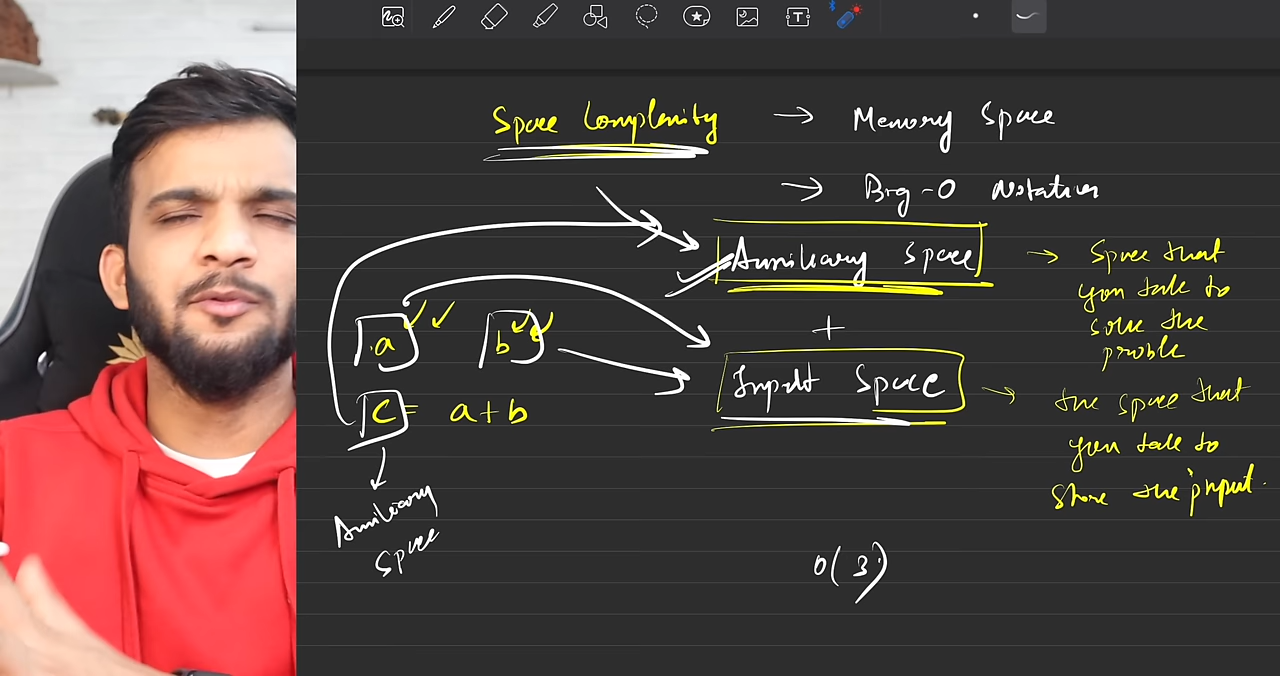 Space Complexity → Memory Space
→ Big-O Notation
Auxiliary Space → Space that
you take to
solve the
proble
+
a b
Input Space → the space that
you take to
store the input.
c = a+b
Auxiliary
Space
O(3)
T